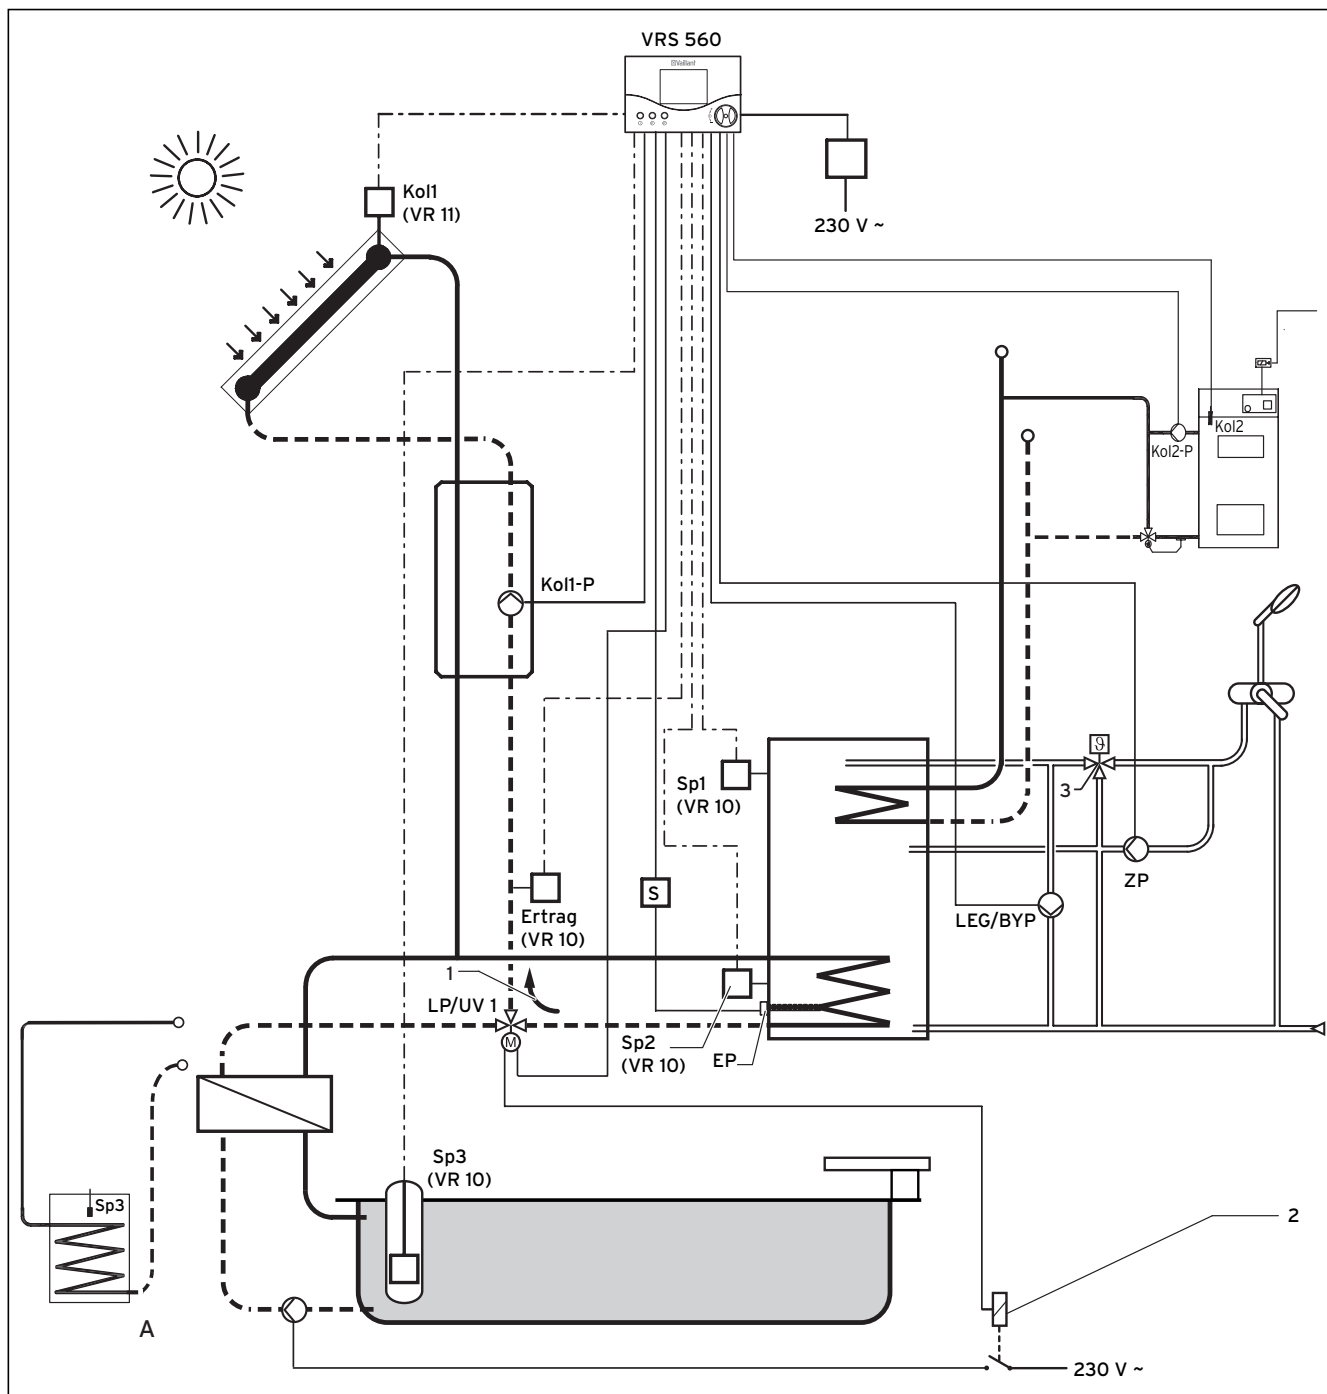 VRS 560
Vaillant
Kol1
(VR 11)
230 V ~
Kol2
Kol2-P
Kol1-P
Sp1
(VR 10)
3
ZP
S
Ertrag
(VR 10)
LEG/BYP
1
LP/UV 1
M
Sp2
(VR 10)
EP
Sp3
(VR 10)
Sp3
2
A
230 V ~